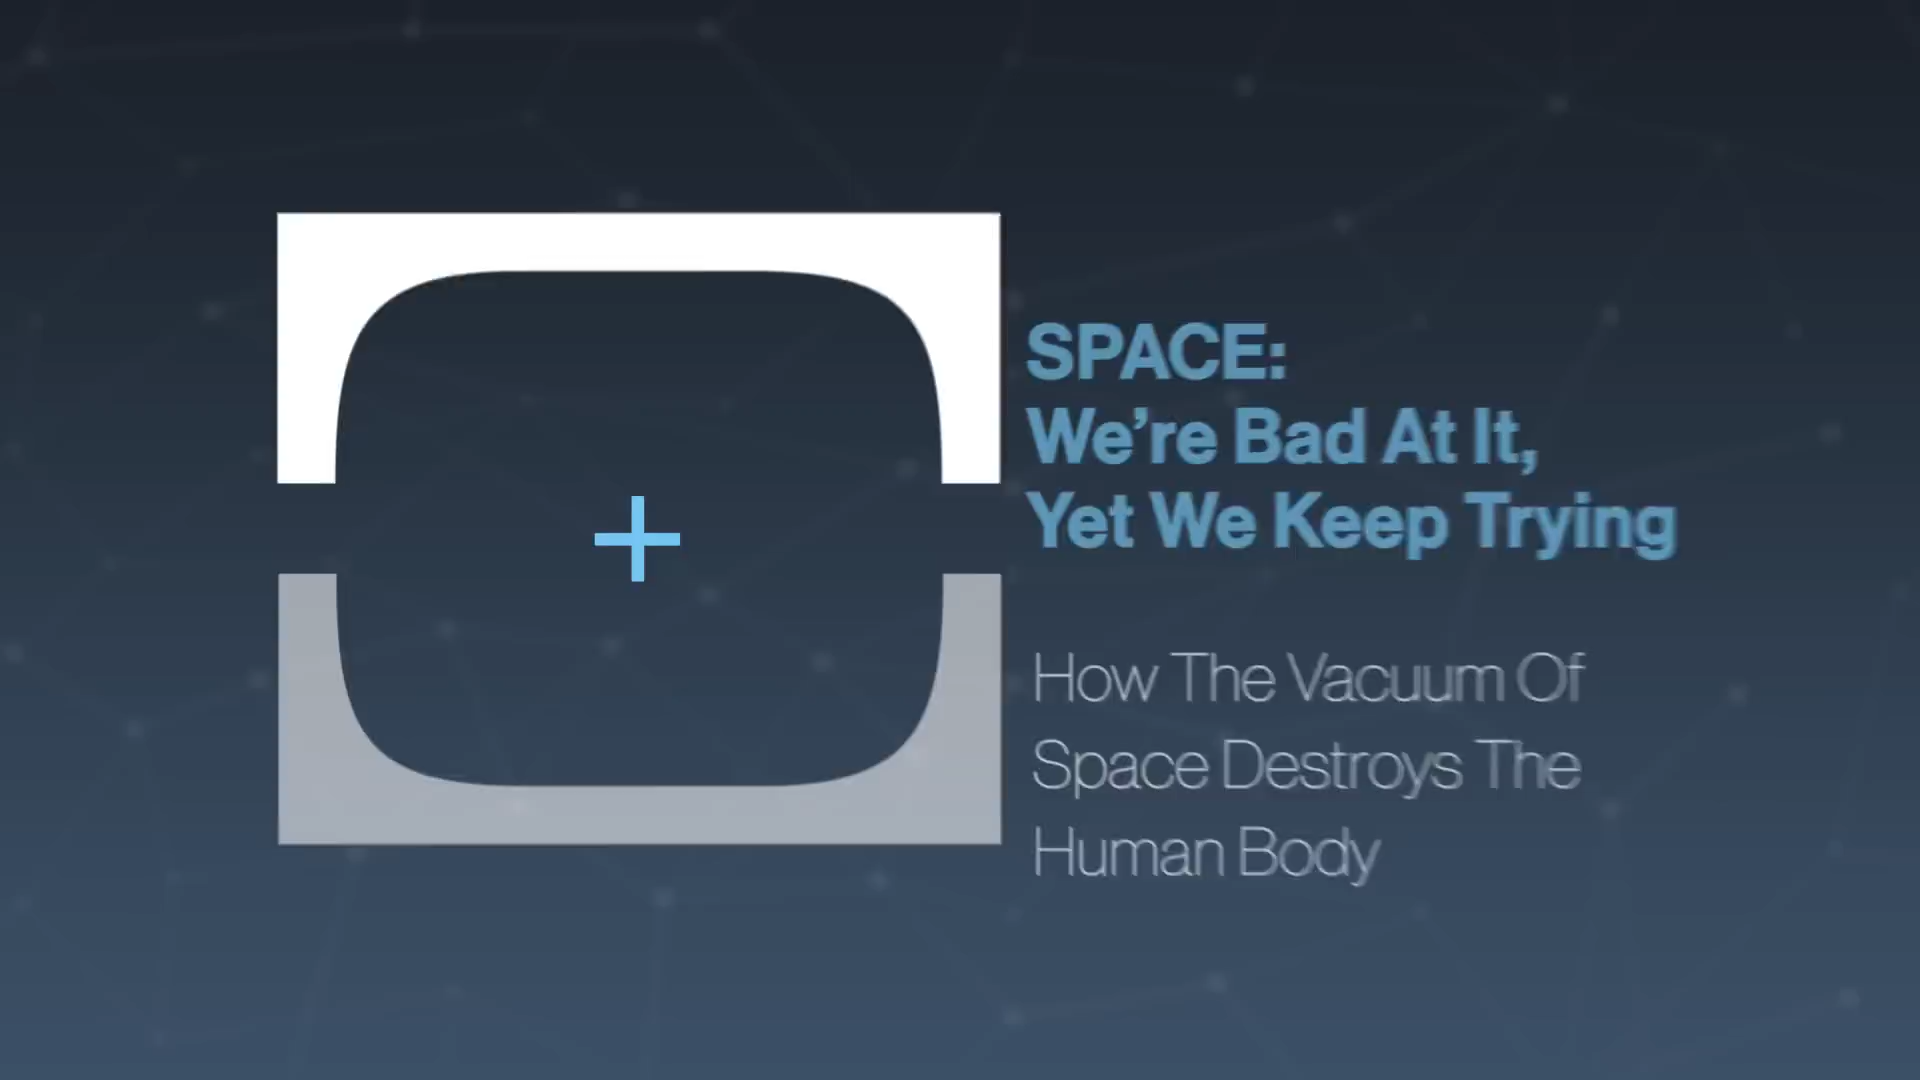 SPACE:
We're Bad At It,
Yet We Keep Trying
How The Vacuum Of
Space Destroys The
Human Body